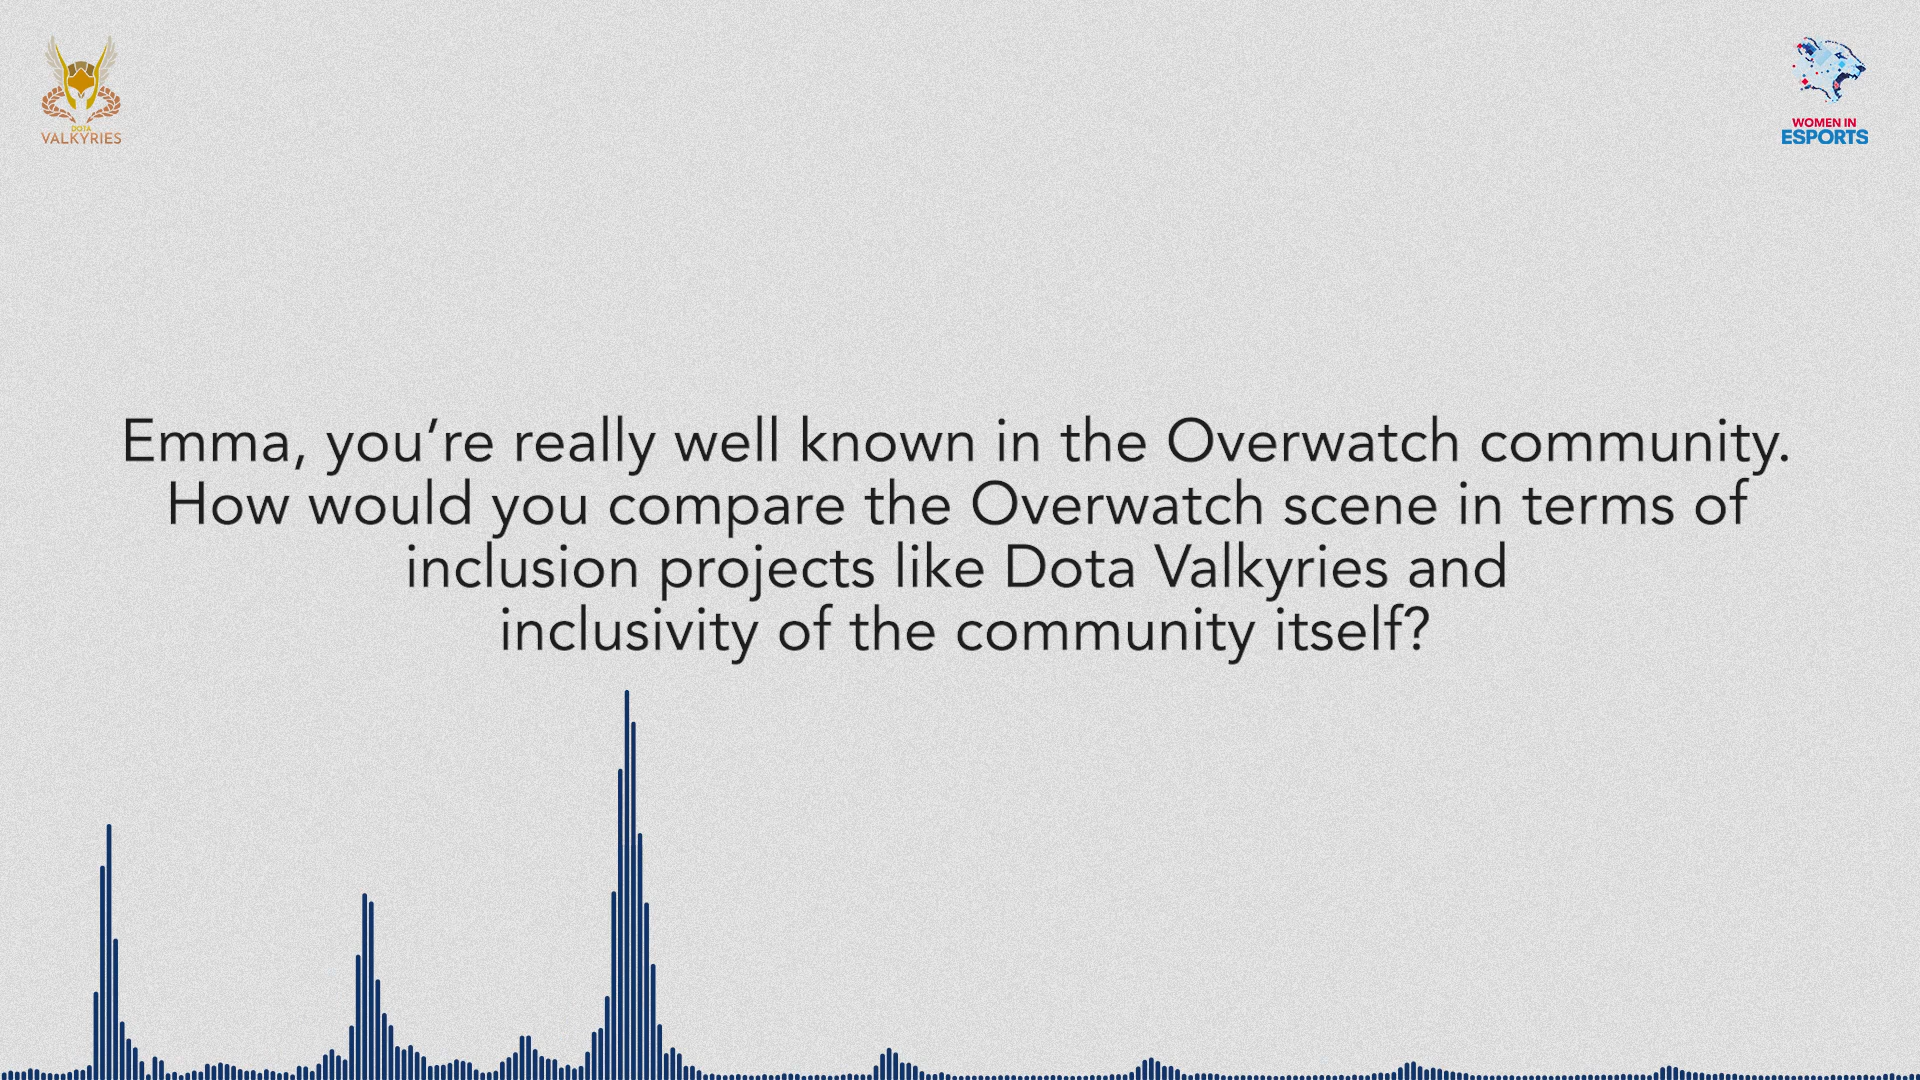 DOTA
VALKYRIES
WOMEN IN
ESPORTS
Emma, you’re really well known in the Overwatch community.
How would you compare the Overwatch scene in terms of
inclusion projects like Dota Valkyries and
inclusivity of the community itself?